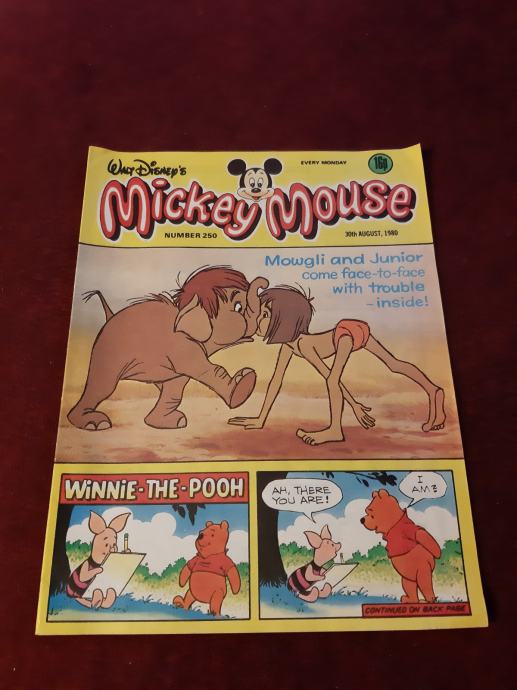 Walt Disney's
EVERY MONDAY
16p
Mickey Mouse
NUMBER 250
30th AUGUST, 1980
Mowgli and Junior
come face-to-face
with trouble
-inside!
WINNIE-THE-POOH
AH, THERE
YOU ARE!
I
AM?
CONTINUED ON BACK PAGE